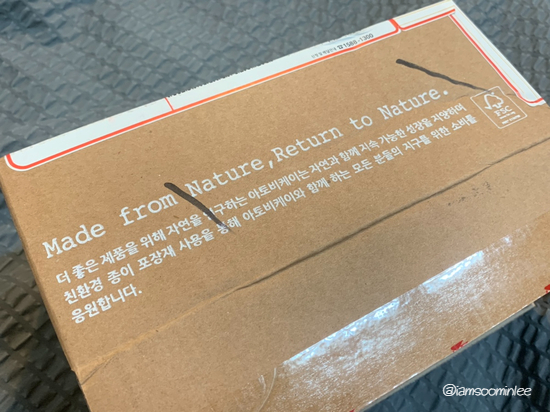 1588-1300
Made from Nature,Return to Nature.
FSC
더 좋은 제품을 위해 자연을 연구하는 아토비케이는 자연과 함께 지속 가능한 성장을 지향하며
친환경 종이 포장재 사용을 통해 아토비케이와 함께 하는 모든 분들의 지구를 위한 소비를
응원합니다.
@iamsoominlee